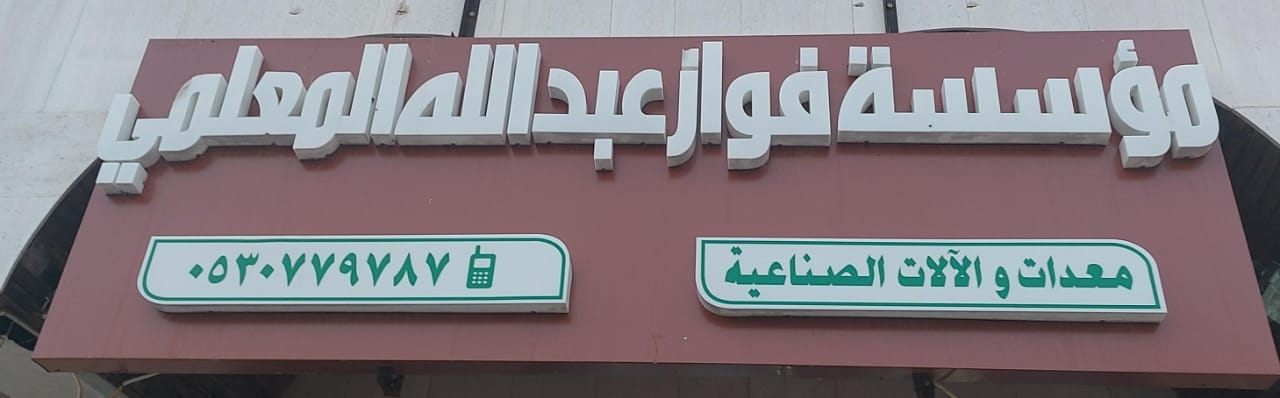 مؤسسة فواز عبدالله المعلمي
معدات و الآلات الصناعية
٠٥٣٠٧٧٩٧٨٧